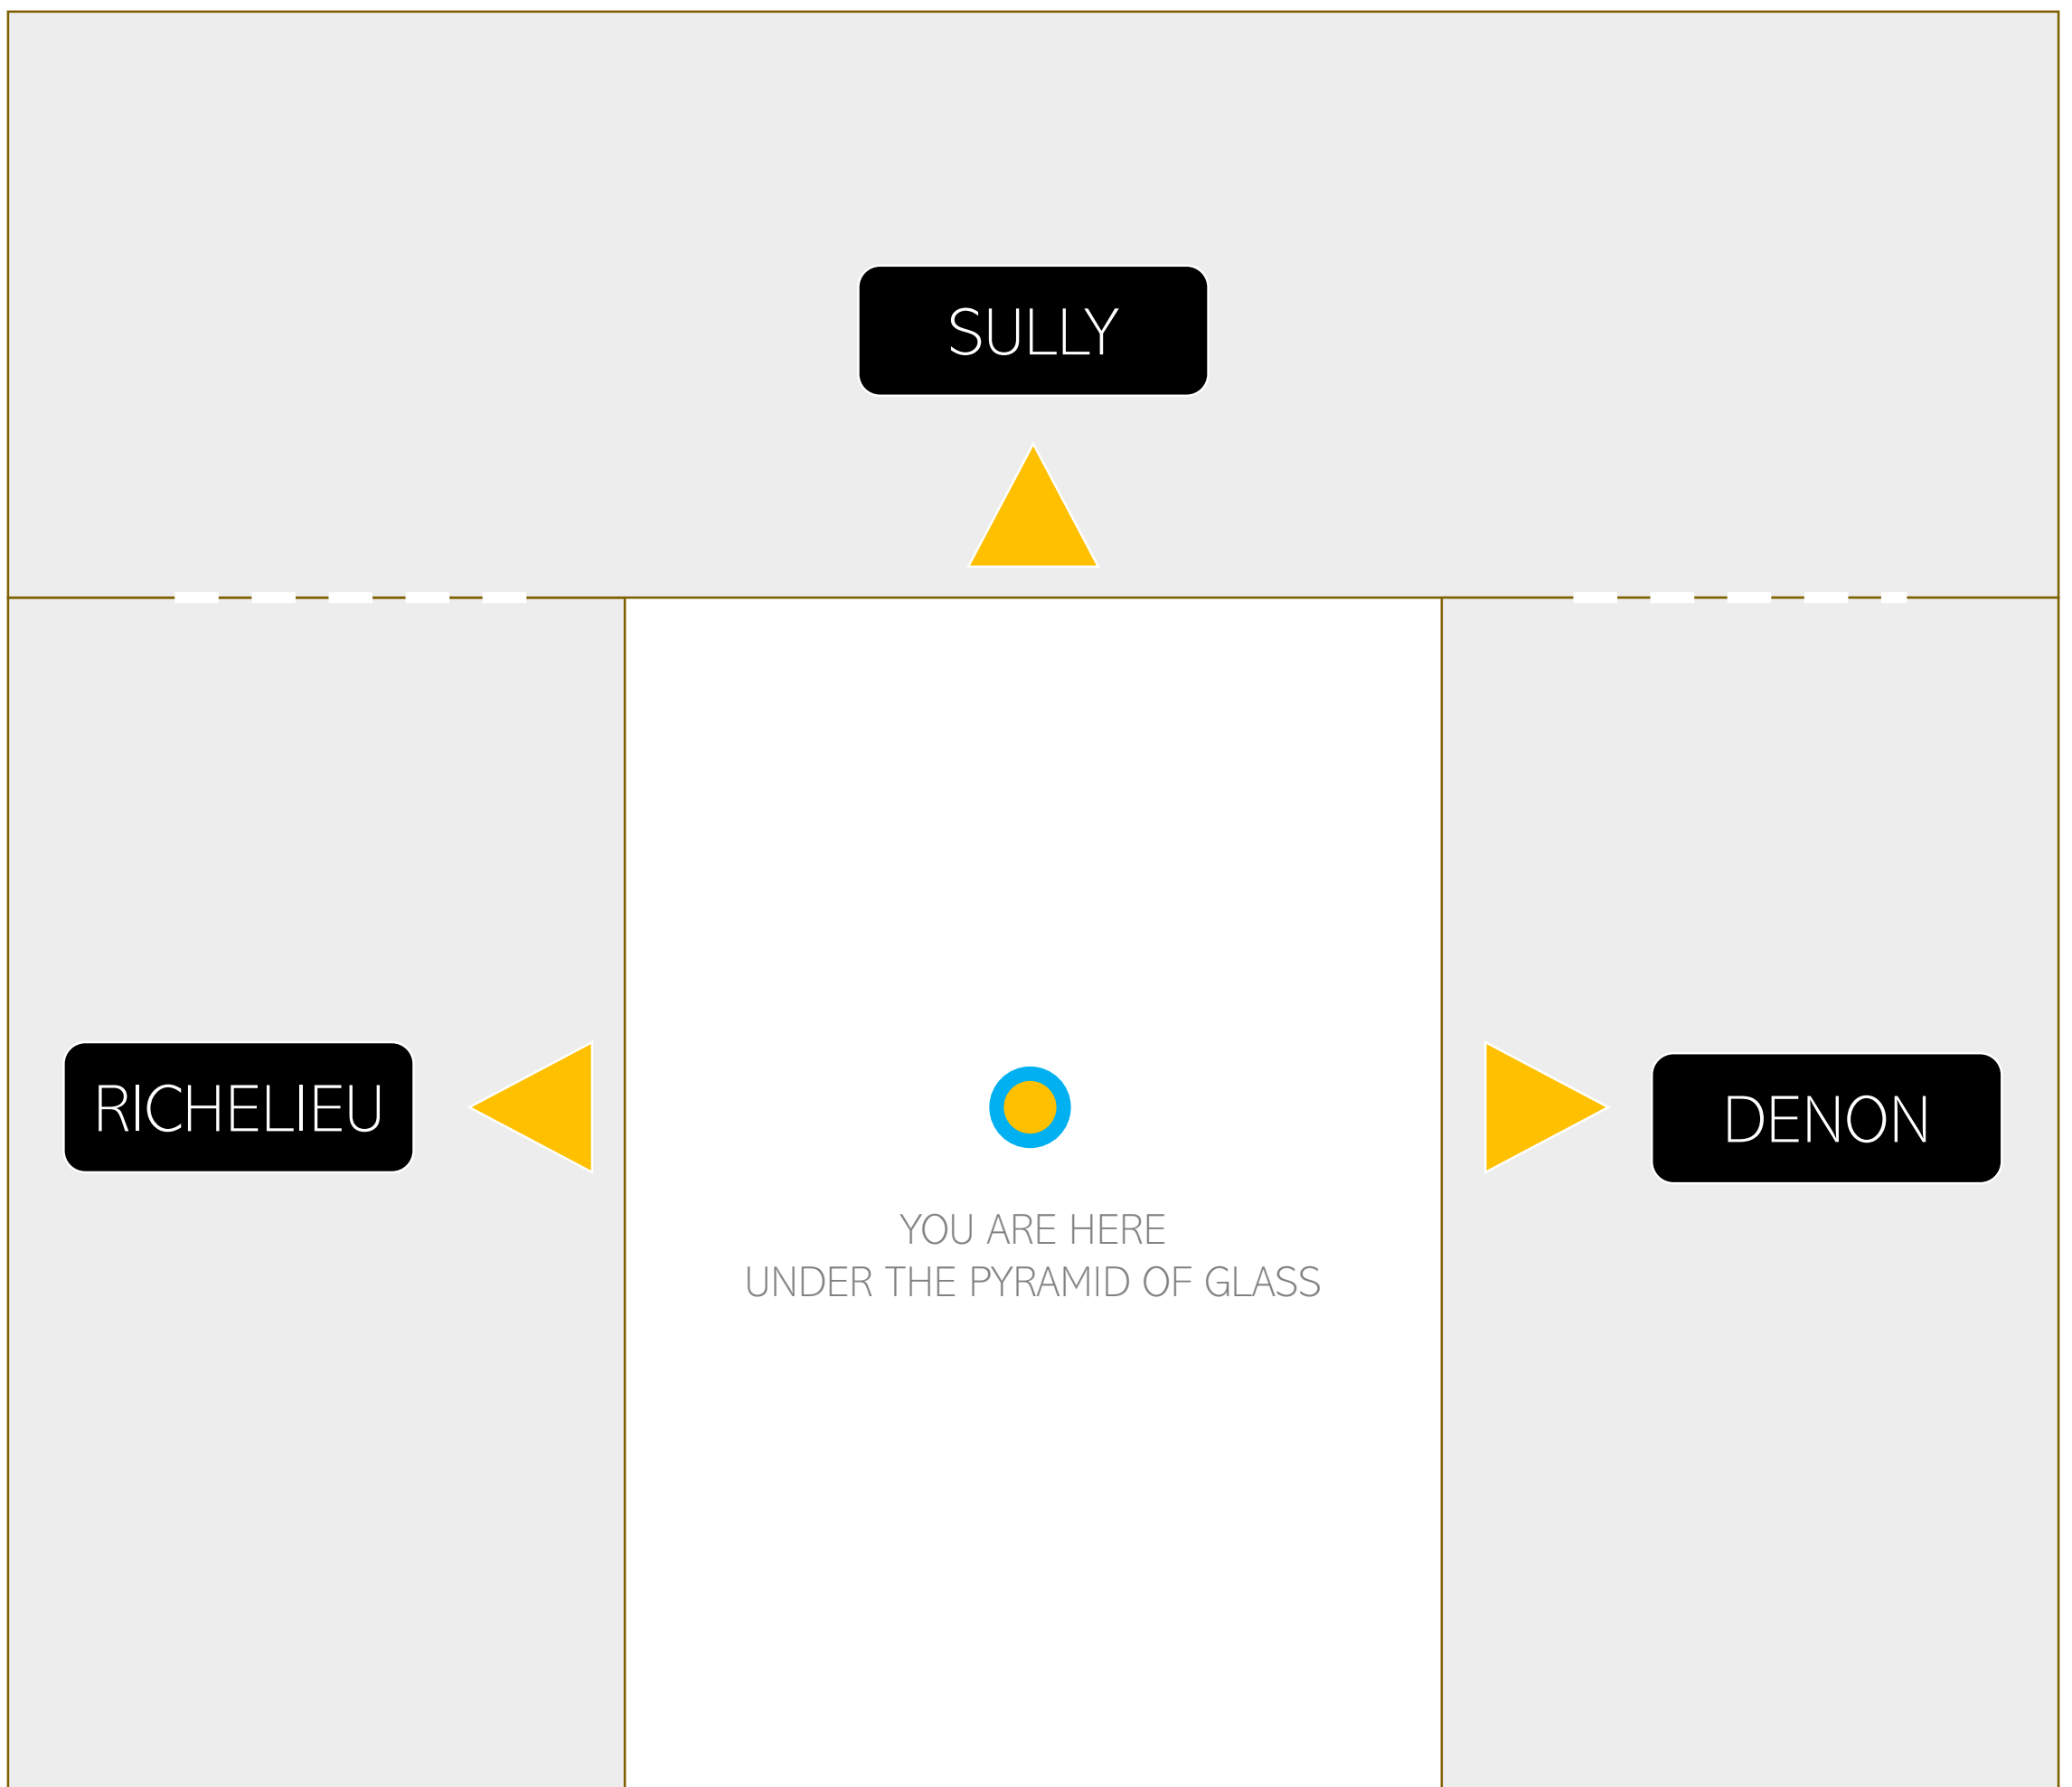 SULLY
RICHELIEU
DENON
YOU ARE HERE
UNDER THE PYRAMID OF GLASS